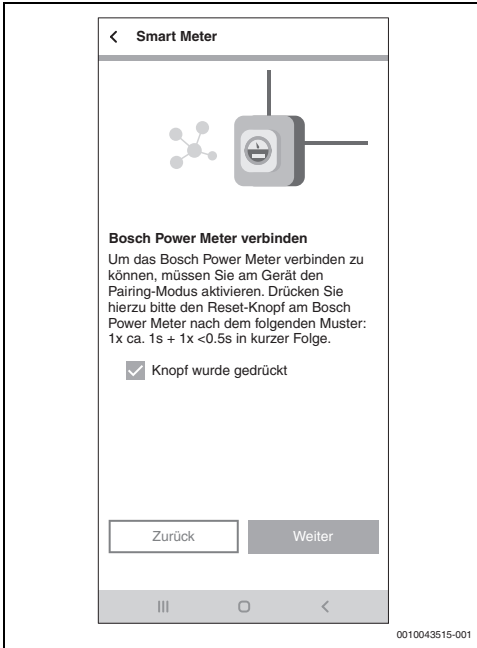 Smart Meter
Bosch Power Meter verbinden
Um das Bosch Power Meter verbinden zu
können, müssen Sie am Gerät den
Pairing-Modus aktivieren. Drücken Sie
hierzu bitte den Reset-Knopf am Bosch
Power Meter nach dem folgenden Muster:
1x ca. 1s + 1x <0.5s in kurzer Folge.
Knopf wurde gedrückt
Zurück
Weiter
0010043515-001